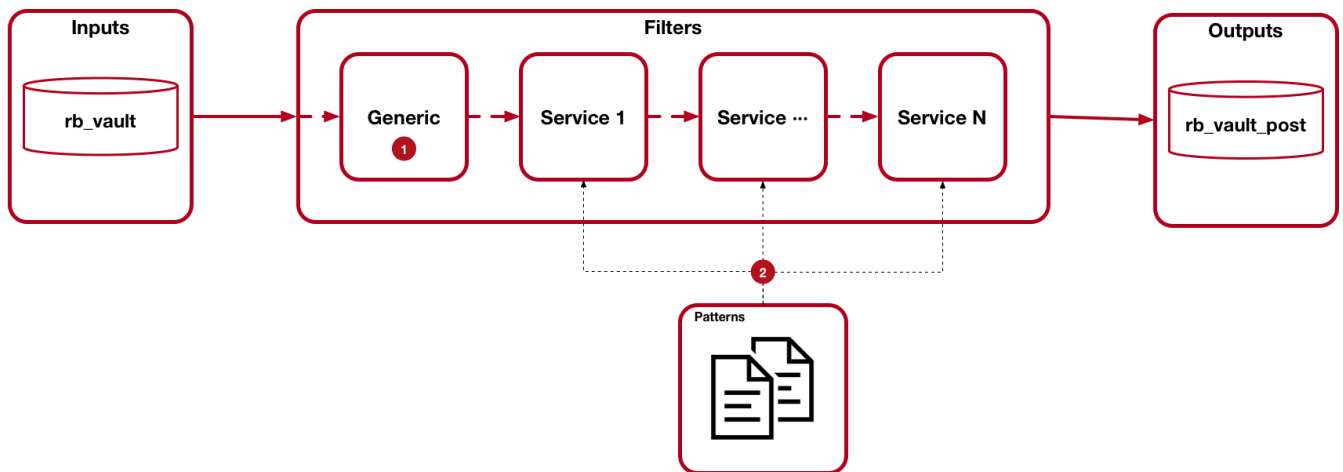 Inputs
Filters
Outputs
rb_vault
Generic
Service 1
Service ···
Service N
rb_vault_post
1
2
Patterns